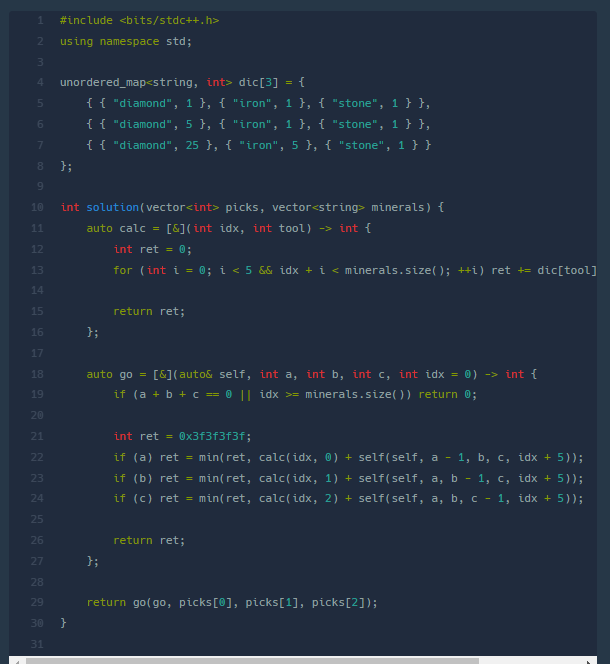 1 #include <bits/stdc++.h>
2 using namespace std;
3
4 unordered_map<string, int> dic[3] = {
5     { { "diamond", 1 }, { "iron", 1 }, { "stone", 1 } },
6     { { "diamond", 5 }, { "iron", 1 }, { "stone", 1 } },
7     { { "diamond", 25 }, { "iron", 5 }, { "stone", 1 } }
8 };
9
10 int solution(vector<int> picks, vector<string> minerals) {
11     auto calc = [&](int idx, int tool) -> int {
12         int ret = 0;
13         for (int i = 0; i < 5 && idx + i < minerals.size(); ++i) ret += dic[tool]
14
15         return ret;
16     };
17
18     auto go = [&](auto& self, int a, int b, int c, int idx = 0) -> int {
19         if (a + b + c == 0 || idx >= minerals.size()) return 0;
20
21         int ret = 0x3f3f3f3f;
22         if (a) ret = min(ret, calc(idx, 0) + self(self, a - 1, b, c, idx + 5));
23         if (b) ret = min(ret, calc(idx, 1) + self(self, a, b - 1, c, idx + 5));
24         if (c) ret = min(ret, calc(idx, 2) + self(self, a, b, c - 1, idx + 5));
25
26         return ret;
27     };
28
29     return go(go, picks[0], picks[1], picks[2]);
30 }
31